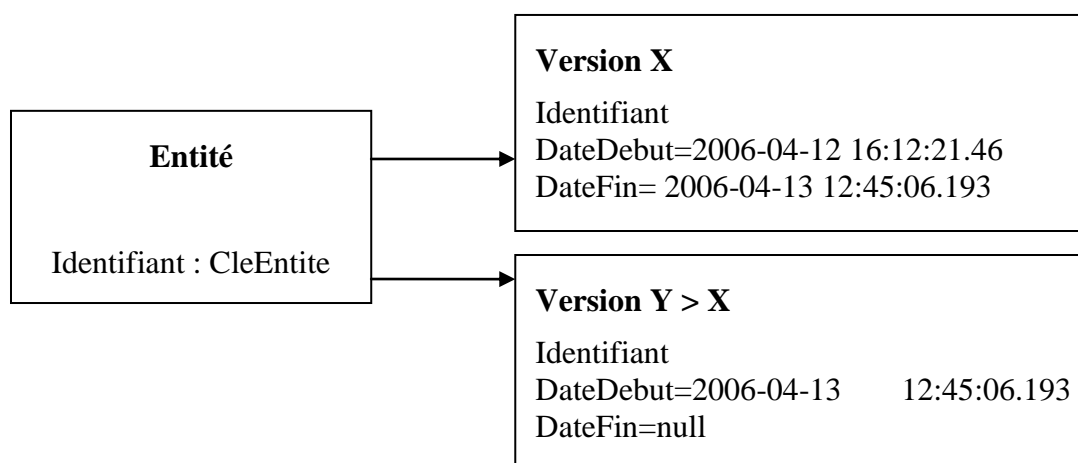 Entité
Identifiant : CleEntite
Version X
Identifiant
DateDebut=2006-04-12 16:12:21.46
DateFin= 2006-04-13 12:45:06.193
Version Y > X
Identifiant
DateDebut=2006-04-13 12:45:06.193
DateFin=null